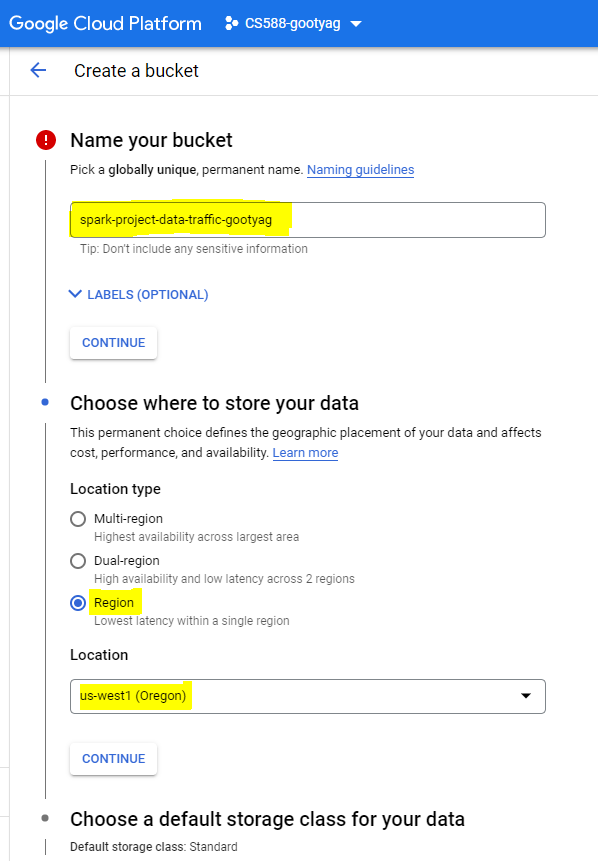 Google Cloud Platform CS588-gootyag
Create a bucket
Name your bucket
Pick a globally unique, permanent name. Naming guidelines
spark-project-data-traffic-gootyag
Tip: Don't include any sensitive information
LABELS (OPTIONAL)
CONTINUE
Choose where to store your data
This permanent choice defines the geographic placement of your data and affects
cost, performance, and availability. Learn more
Location type
Multi-region
Highest availability across largest area
Dual-region
High availability and low latency across 2 regions
Region
Lowest latency within a single region
Location
us-west1 (Oregon)
CONTINUE
Choose a default storage class for your data
Default storage class: Standard